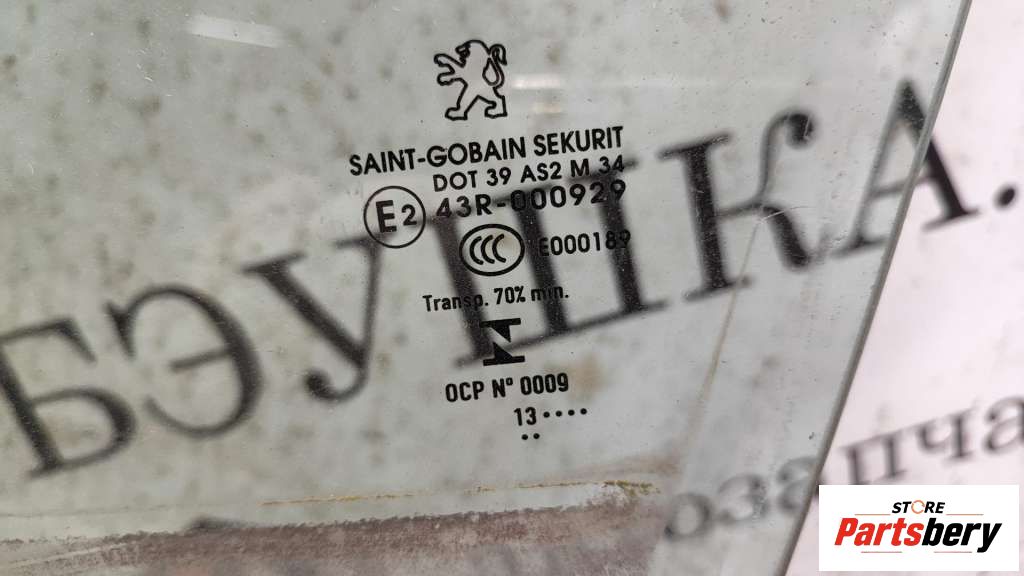 SAINT-GOBAIN SEKURIT
DOT 39 AS2 M 34
E2 43R-000929
CCC E000189
Transp. 70% min.
OCP Nº 0009
13 ••••
••
БЭУШКА.
STORE
Partsbery